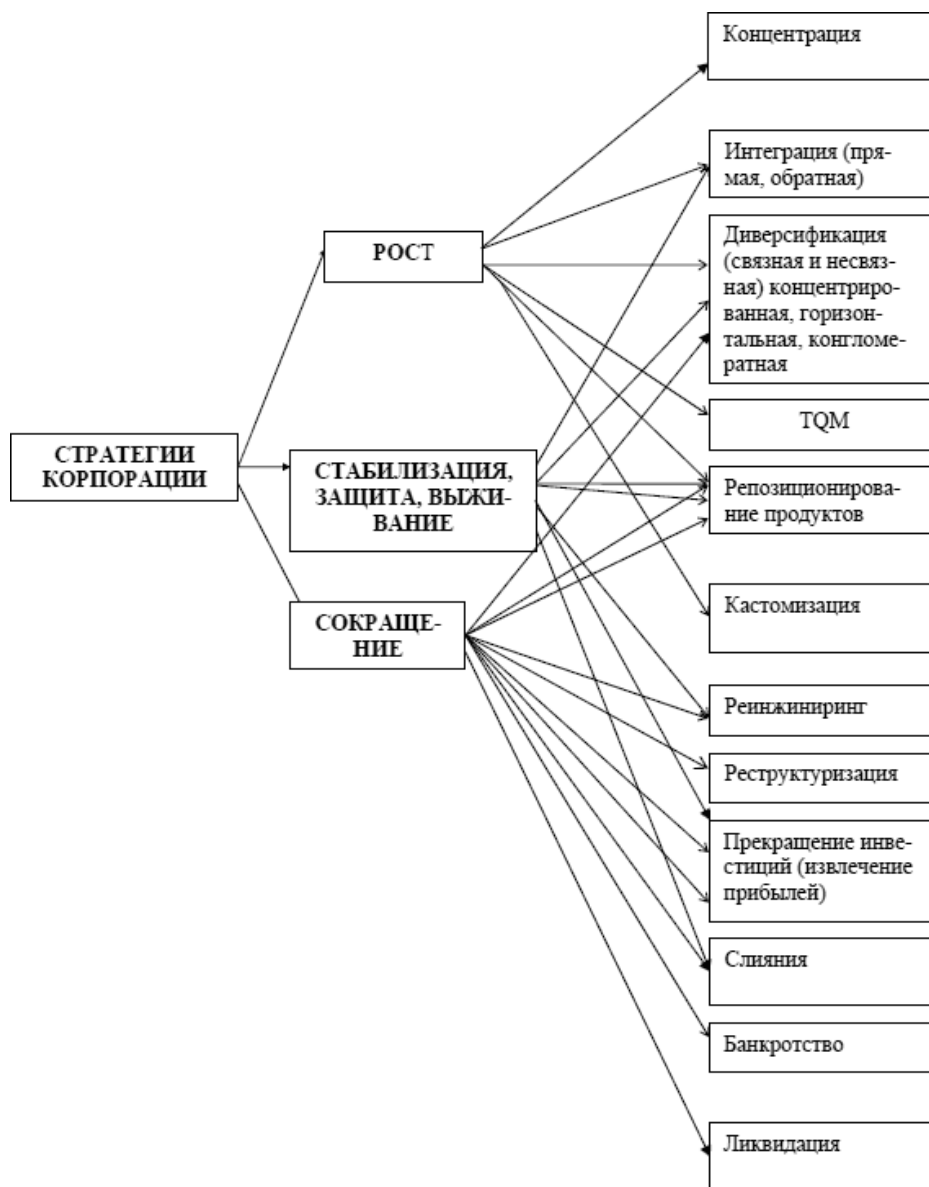 Концентрация
Интеграция (пря-
мая, обратная)
Диверсификация
(связная и несвяз-
ная) концентриро-
ванная, горизон-
тальная, конгломе-
ратная
TQM
Репозиционирова-
ние продуктов
Кастомизация
Реинжиниринг
Реструктуризация
Прекращение инве-
стиций (извлечение
прибылей)
Слияния
Банкротство
Ликвидация
РОСТ
СТАБИЛИЗАЦИЯ,
ЗАЩИТА, ВЫЖИ-
ВАНИЕ
СОКРАЩЕ-
НИЕ
СТРАТЕГИИ
КОРПОРАЦИИ